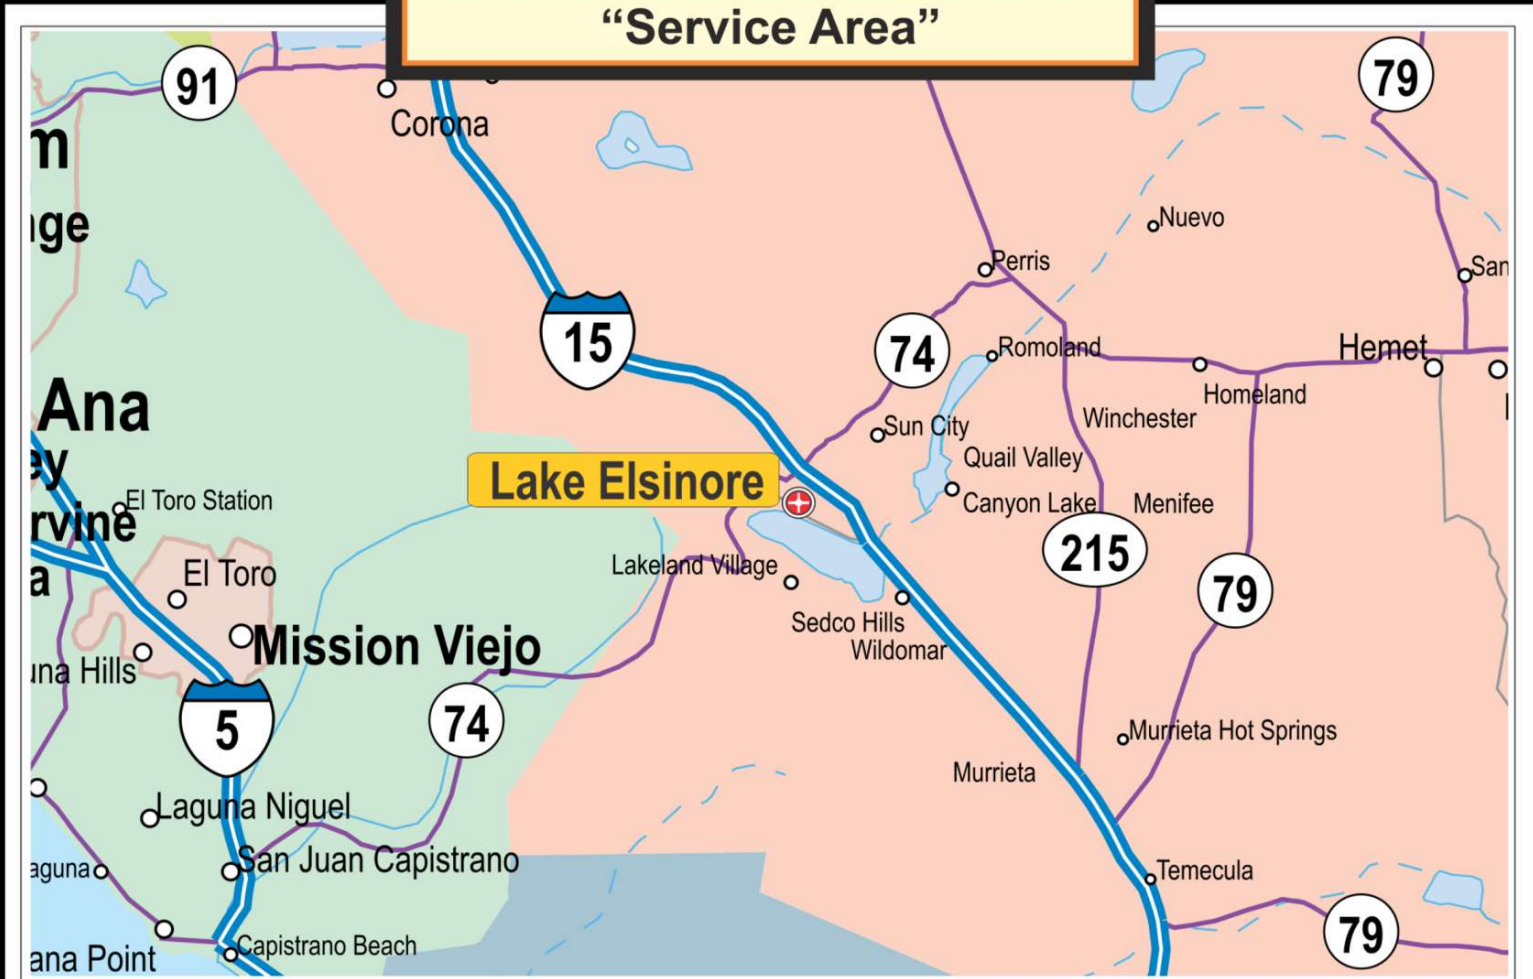 “Service Area”
91
79
Corona
m
nge
Nuevo
Perris
San
15
74
Romoland
Hemet
Homeland
Ana
Winchester
Sun City
ey
Quail Valley
Lake Elsinore
El Toro Station
Canyon Lake
Menifee
rvine
215
a
El Toro
Lakeland Village
79
Sedco Hills
Mission Viejo
Wildomar
una Hills
5
74
Murrieta Hot Springs
Murrieta
Laguna Niguel
San Juan Capistrano
aguna
Temecula
79
Capistrano Beach
ana Point